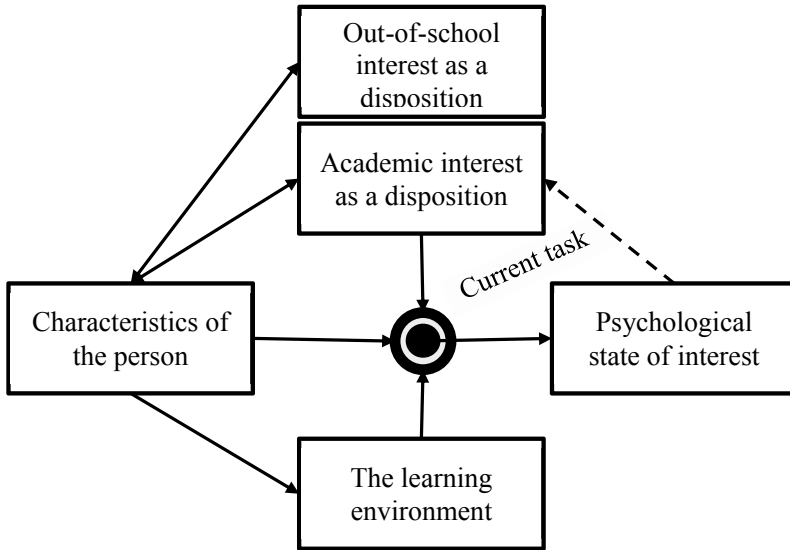 Out-of-school
interest as a
disposition
Academic interest
as a disposition
Current task
Characteristics of
the person
Psychological
state of interest
The learning
environment